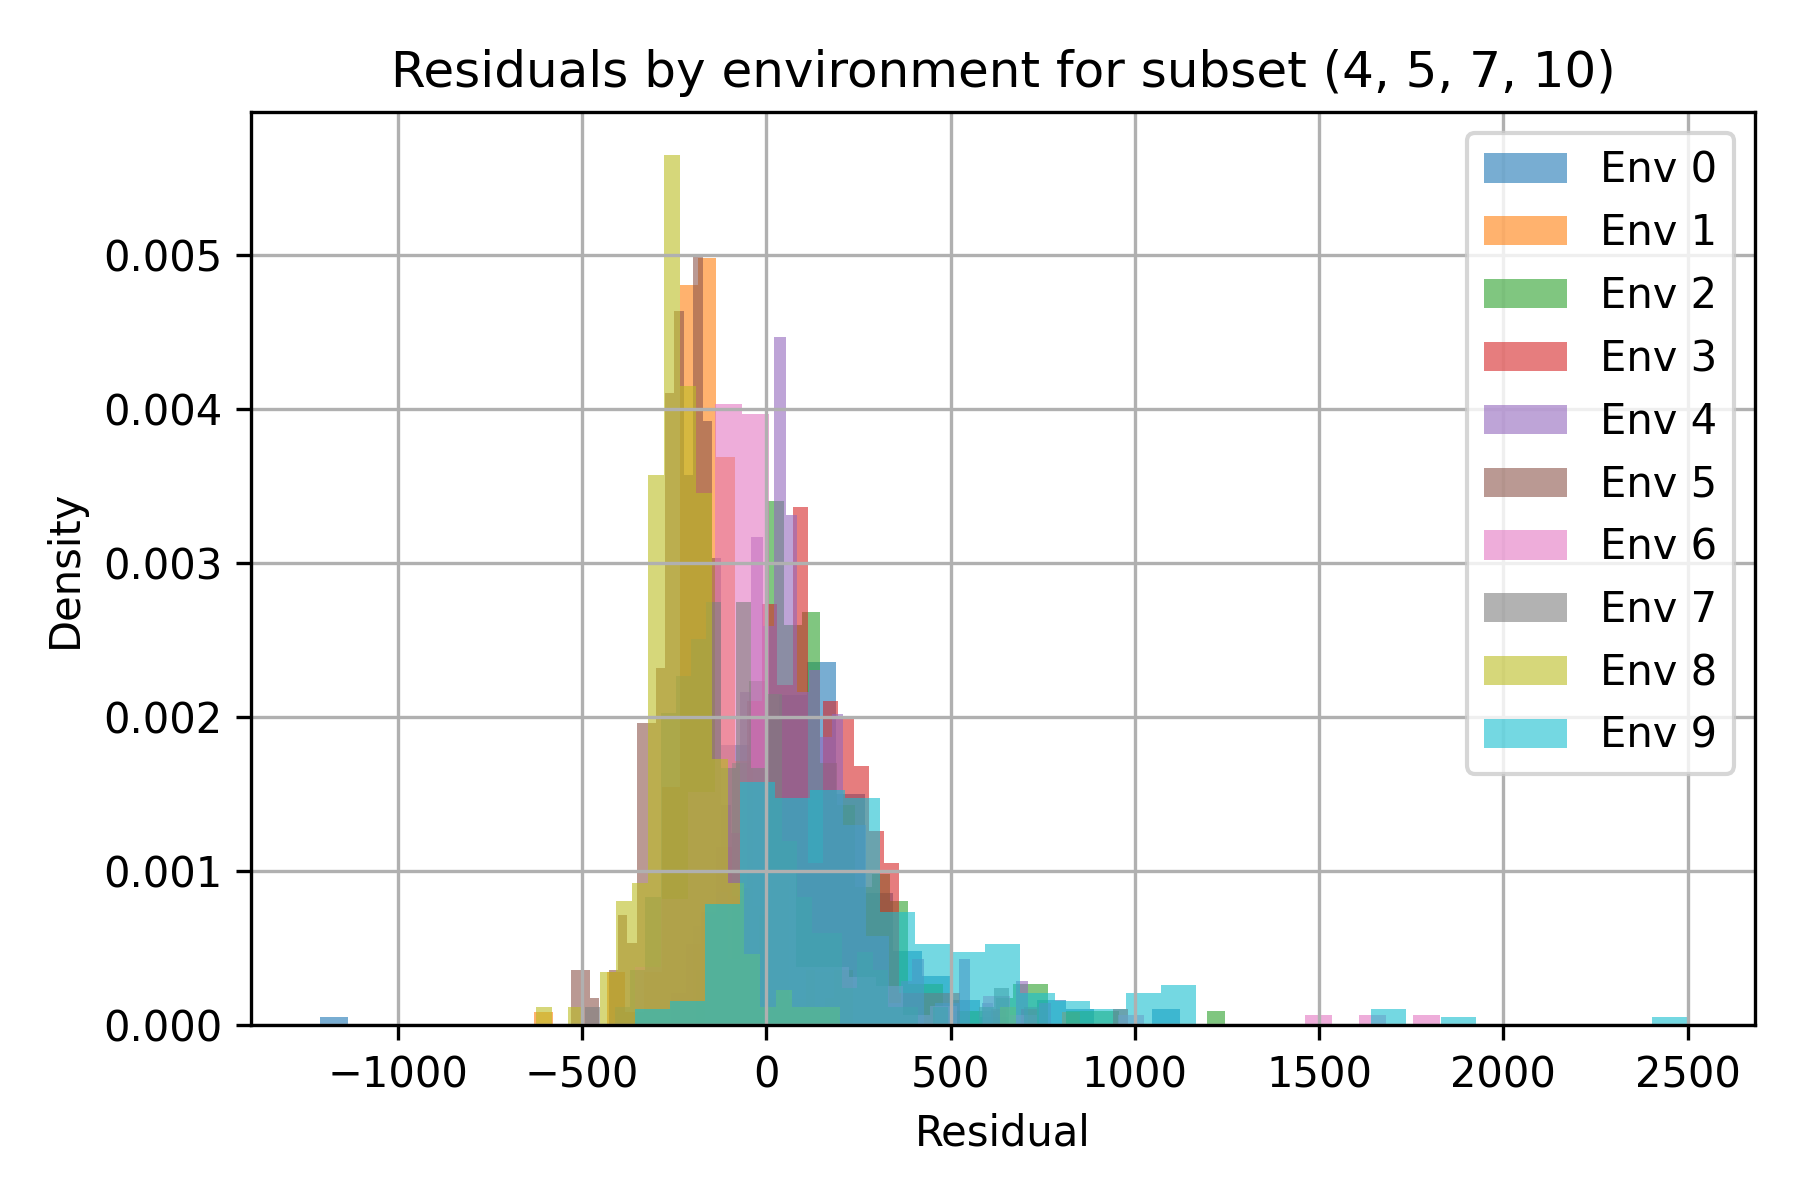 Residuals by environment for subset (4, 5, 7, 10)
Env 0
Env 1
Env 2
Env 3
Env 4
Env 5
Env 6
Env 7
Env 8
Env 9
Density
0.005
0.004
0.003
0.002
0.001
0.000
−1000 −500 0 500 1000 1500 2000 2500
Residual